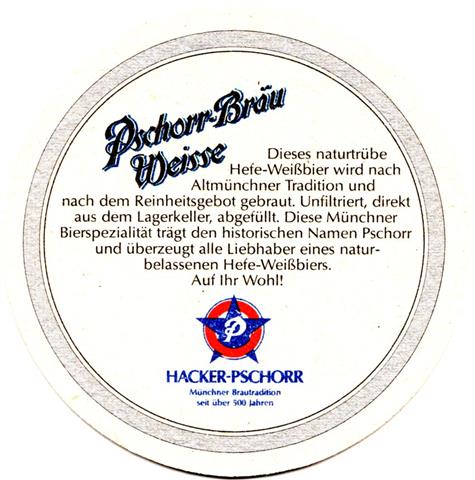 Pschorr-Bräu
Weisse
Dieses naturtrübe
Hefe-Weißbier wird nach
Altmünchner Tradition und
nach dem Reinheitsgebot gebraut. Unfiltriert, direkt
aus dem Lagerkeller, abgefüllt. Diese Münchner
Bierspezialität trägt den historischen Namen Pschorr
und überzeugt alle Liebhaber eines natur-
belassenen Hefe-Weißbiers.
Auf Ihr Wohl!
P
HACKER-PSCHORR
Münchner Brautradition
seit über 500 Jahren